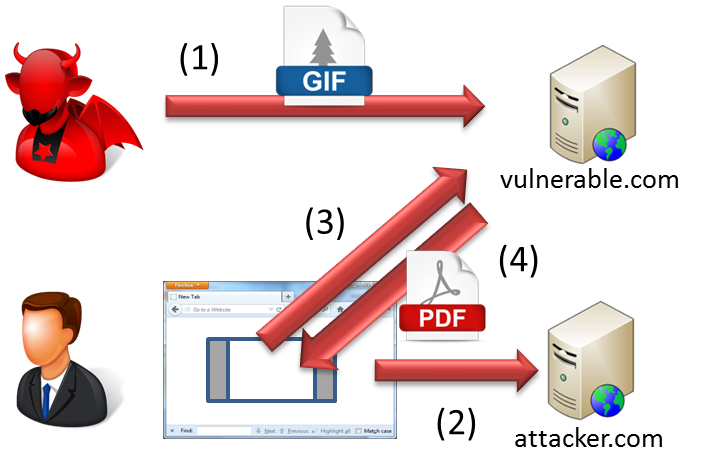 (1)
GIF
vulnerable.com
(3)
(4)
PDF
Firefox
New Tab
Go to a Website
Find:
Next
Previous
Highlight all
Match case
(2)
attacker.com